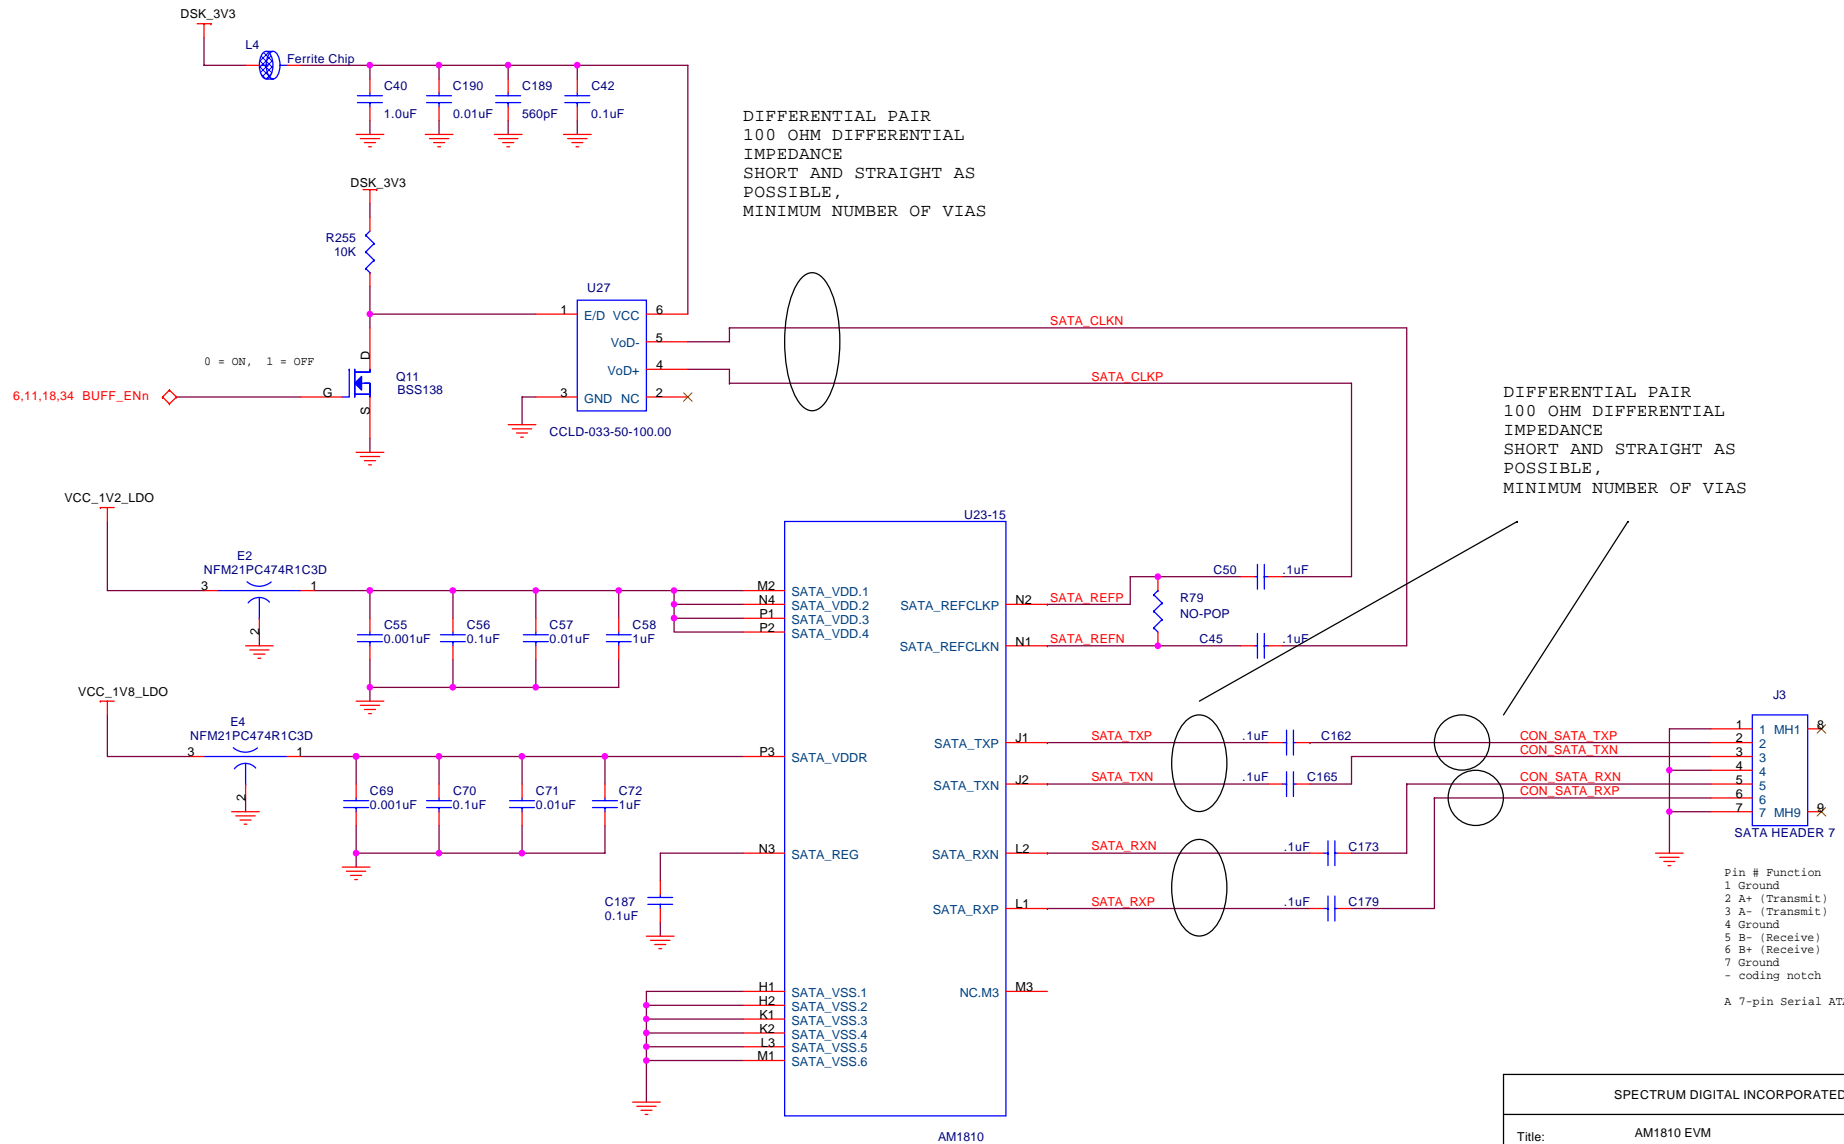 DSK_3V3
L4
Ferrite Chip
C40
1.0uF
C190
0.01uF
C189
560pF
C42
0.1uF
DIFFERENTIAL PAIR
100 OHM DIFFERENTIAL
IMPEDANCE
SHORT AND STRAIGHT AS
POSSIBLE,
MINIMUM NUMBER OF VIAS
DSK_3V3
R255
10K
U27
1 E/D VCC 6
VoD- 5
VoD+ 4
3 GND NC 2
CCLD-033-50-100.00
SATA_CLKN
SATA_CLKP
0 = ON, 1 = OFF
D
G
S
Q11
BSS138
6,11,18,34 BUFF_ENn
DIFFERENTIAL PAIR
100 OHM DIFFERENTIAL
IMPEDANCE
SHORT AND STRAIGHT AS
POSSIBLE,
MINIMUM NUMBER OF VIAS
VCC_1V2_LDO
E2
NFM21PC474R1C3D
3 1
2
C55
0.001uF
C56
0.1uF
C57
0.01uF
C58
1uF
U23-15
M2 SATA_VDD.1
N4 SATA_VDD.2
P1 SATA_VDD.3
P2 SATA_VDD.4
SATA_REFCLKP N2 SATA_REFP
SATA_REFCLKN N1 SATA_REFN
C50 .1uF
R79
NO-POP
C45 .1uF
VCC_1V8_LDO
E4
NFM21PC474R1C3D
3 1
2
C69
0.001uF
C70
0.1uF
C71
0.01uF
C72
1uF
P3 SATA_VDDR
SATA_TXP J1 SATA_TXP .1uF C162
SATA_TXN J2 SATA_TXN .1uF C165
CON_SATA_TXP
CON_SATA_TXN
CON_SATA_RXN
CON_SATA_RXP
J3
1 1 MH1 8
2 2
3 3
4 4
5 5
6 6
7 7 MH9 9
SATA HEADER 7
N3 SATA_REG
SATA_RXN L2 SATA_RXN .1uF C173
SATA_RXP L1 SATA_RXP .1uF C179
C187
0.1uF
Pin # Function
1 Ground
2 A+ (Transmit)
3 A- (Transmit)
4 Ground
5 B- (Receive)
6 B+ (Receive)
7 Ground
- coding notch
A 7-pin Serial ATA
H1 SATA_VSS.1
H2 SATA_VSS.2
K1 SATA_VSS.3
K2 SATA_VSS.4
L3 SATA_VSS.5
M1 SATA_VSS.6
NC.M3 M3
AM1810
SPECTRUM DIGITAL INCORPORATED
Title: AM1810 EVM